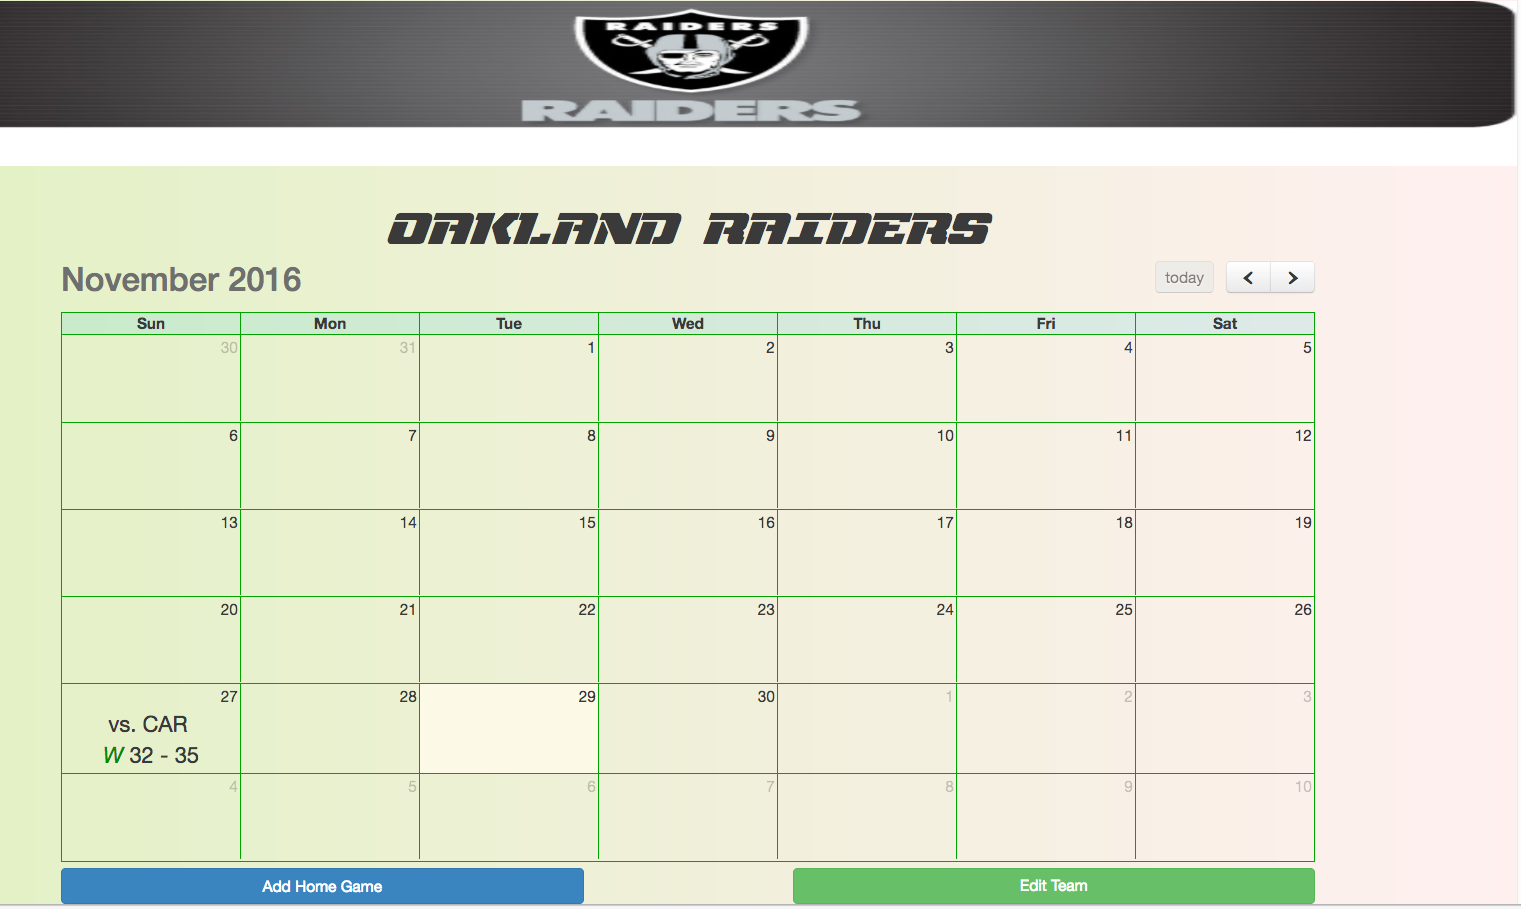 RAIDERS
RAIDERS
OAKLAND RAIDERS
November 2016
today
Sun Mon Tue Wed Thu Fri Sat
30 31 1 2 3 4 5
6 7 8 9 10 11 12
13 14 15 16 17 18 19
20 21 22 23 24 25 26
27 28 29 30 1 2 3
vs. CAR
W 32 - 35
4 5 6 7 8 9 10
Add Home Game
Edit Team